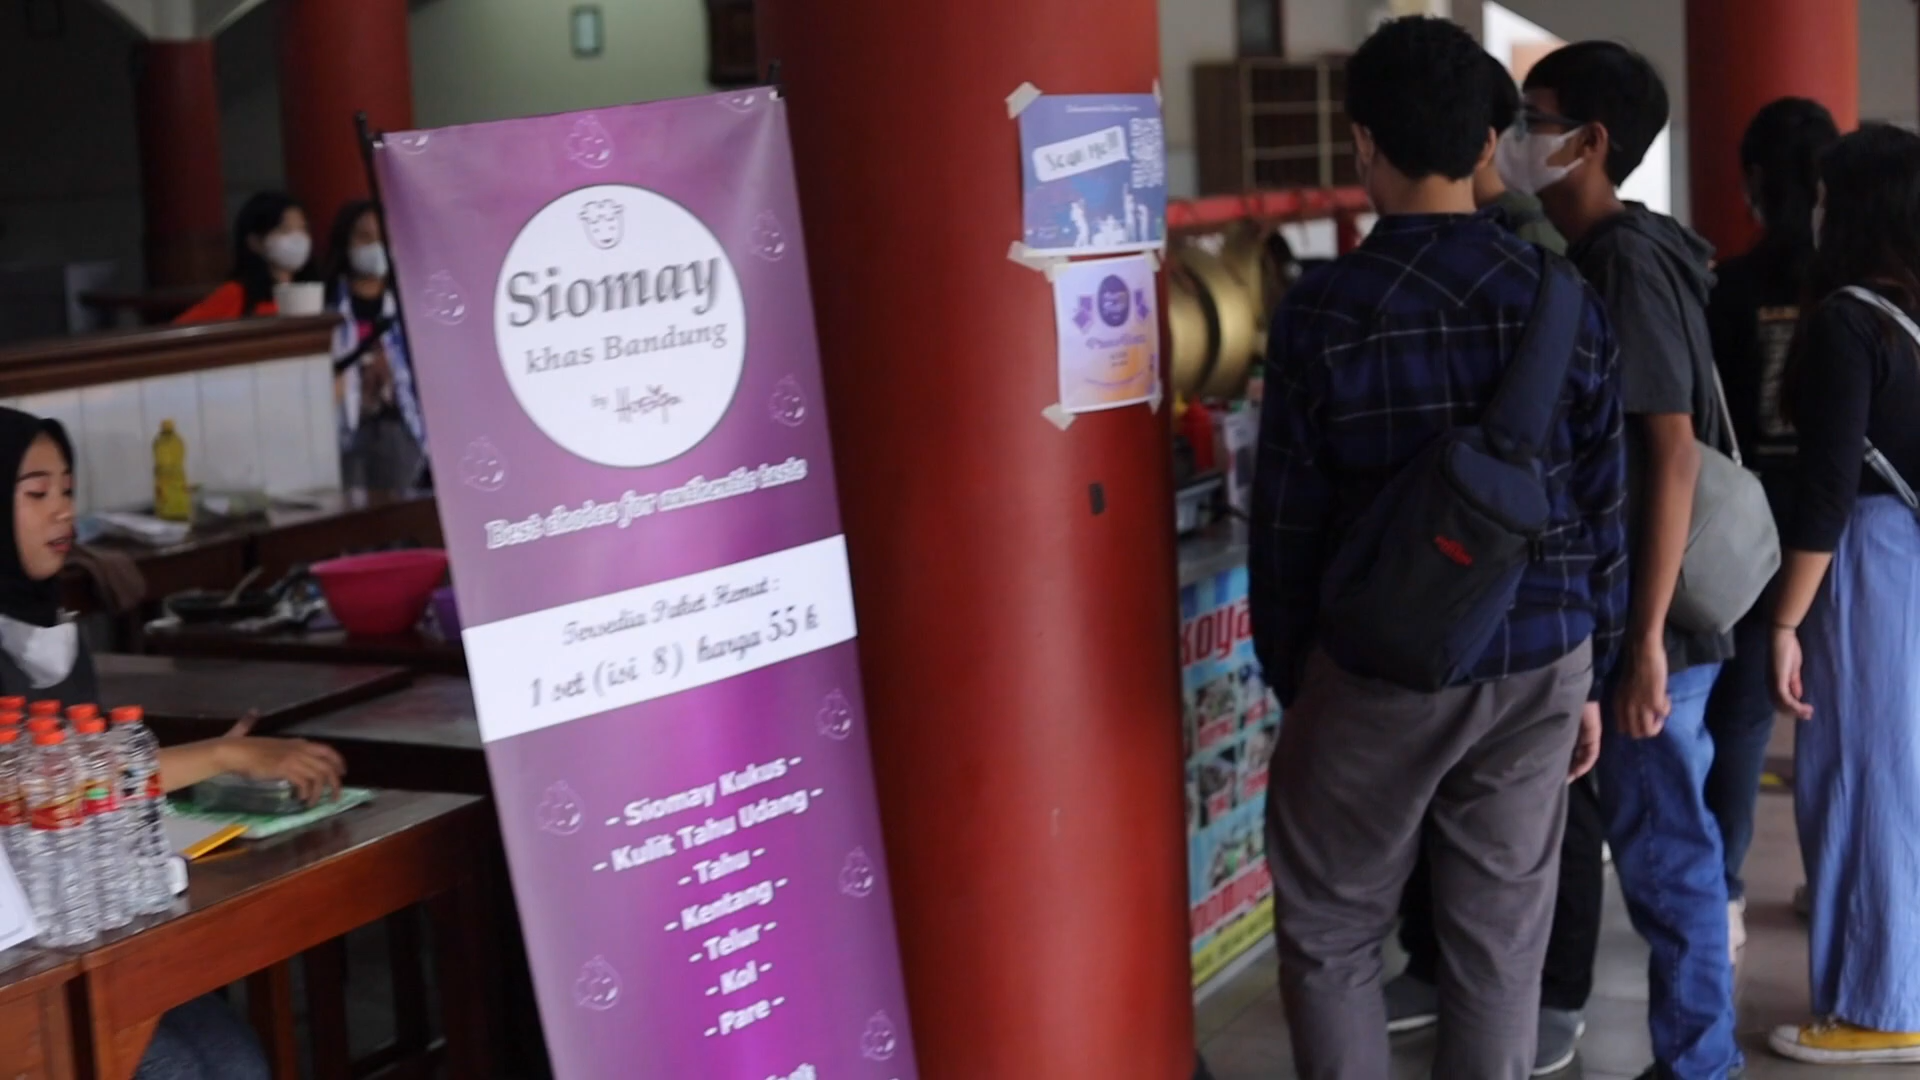 Siomay
khas Bandung
by
Best choice for authentic taste
Tersedia Paket Hemat :
1 set (isi 8) harga 55 k
- Siomay Kukus -
- Kulit Tahu Udang -
- Tahu -
- Kentang -
- Telur -
- Kol -
- Pare -
Scan Me!!